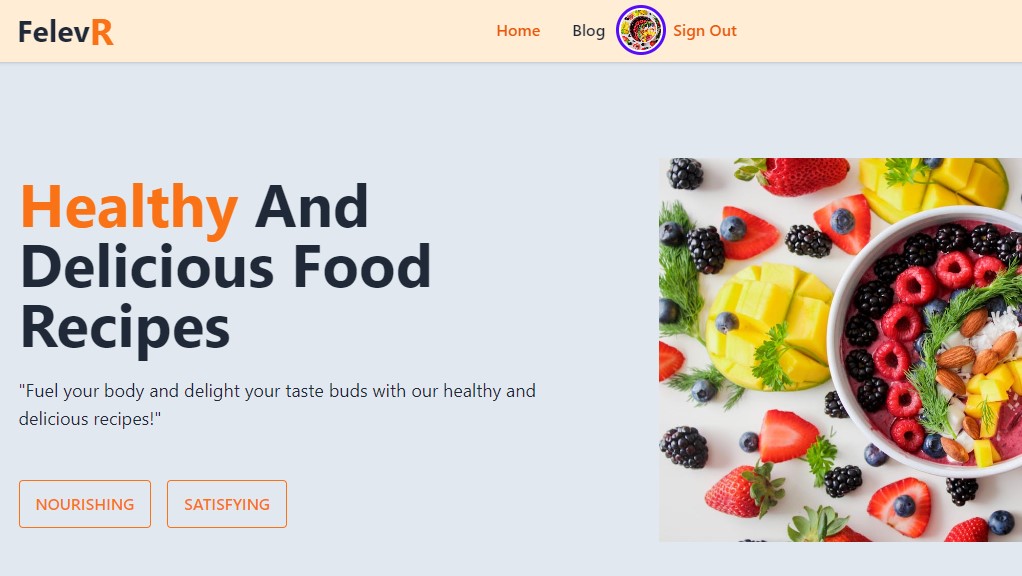 FelevR
Home Blog Sign Out
Healthy And
Delicious Food
Recipes
"Fuel your body and delight your taste buds with our healthy and
delicious recipes!"
NOURISHING SATISFYING